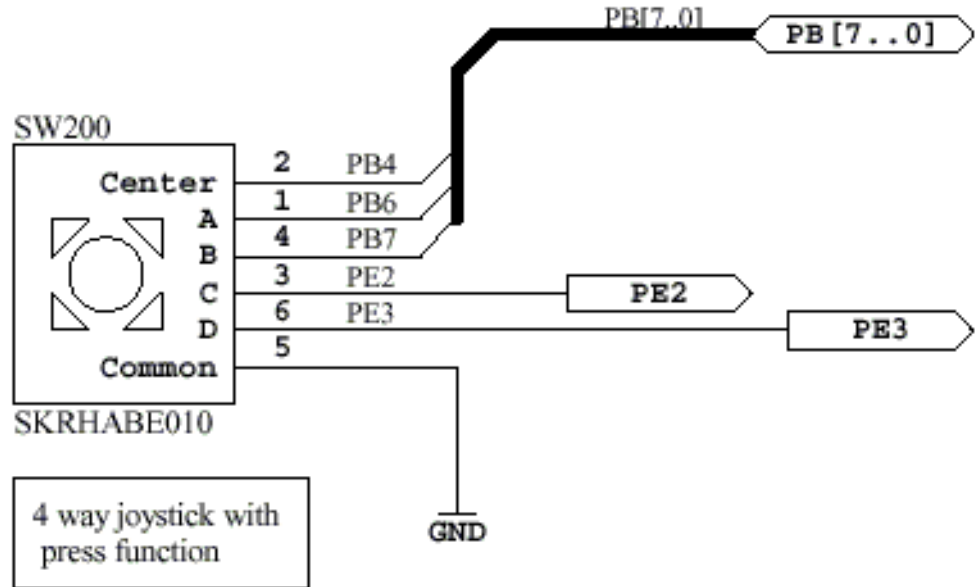 PB[7..0]
PB[7..0]
SW200
Center 2 PB4
A 1 PB6
B 4 PB7
C 3 PE2 PE2
D 6 PE3 PE3
Common 5
SKRHABE010
GND
4 way joystick with
press function